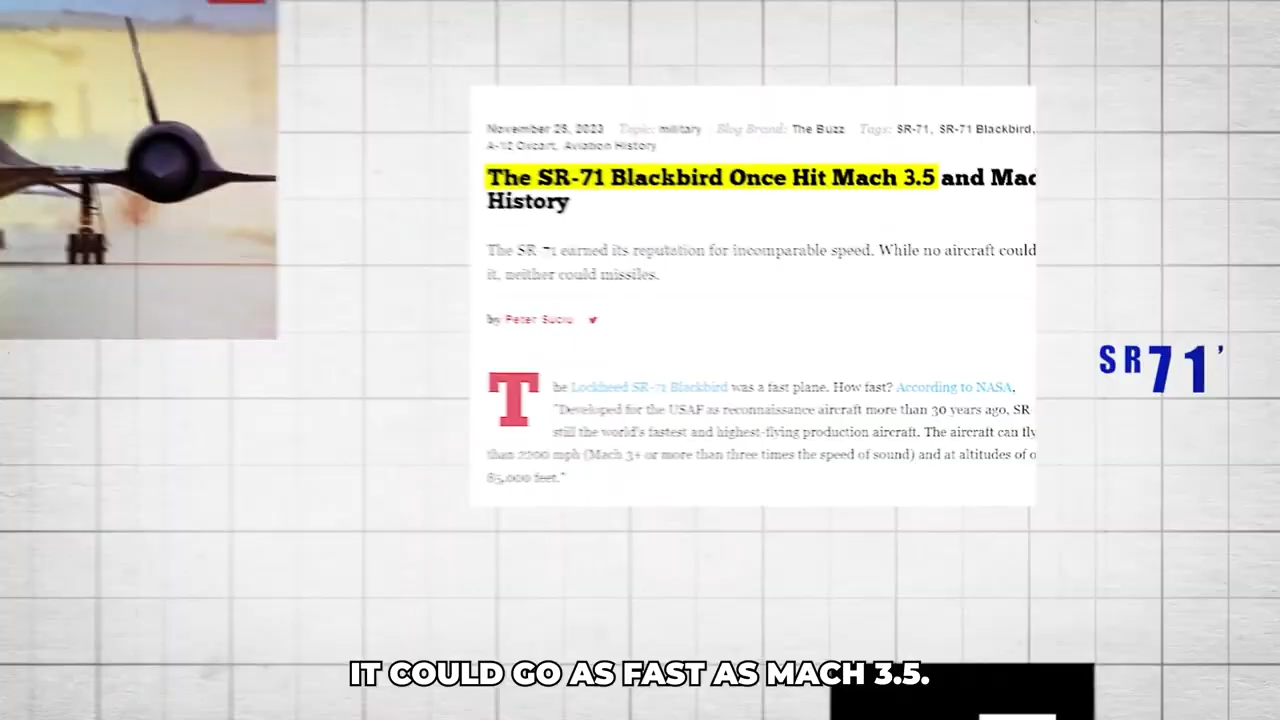 November 28, 2023 Topic: military Blog Brand: The Buzz Tags: SR-71, SR-71 Blackbird,
A-12 Oxcart, Aviation History
The SR-71 Blackbird Once Hit Mach 3.5 and Mad
History
The SR-71 earned its reputation for incomparable speed. While no aircraft could
it, neither could missiles.
by Peter Suciu
The Lockheed SR-71 Blackbird was a fast plane. How fast? According to NASA,
"Developed for the USAF as reconnaissance aircraft more than 30 years ago, SR
still the world's fastest and highest-flying production aircraft. The aircraft can fly
than 2200 mph (Mach 3+ or more than three times the speed of sound) and at altitudes of o
85,000 feet."
SR71'
IT COULD GO AS FAST AS MACH 3.5.